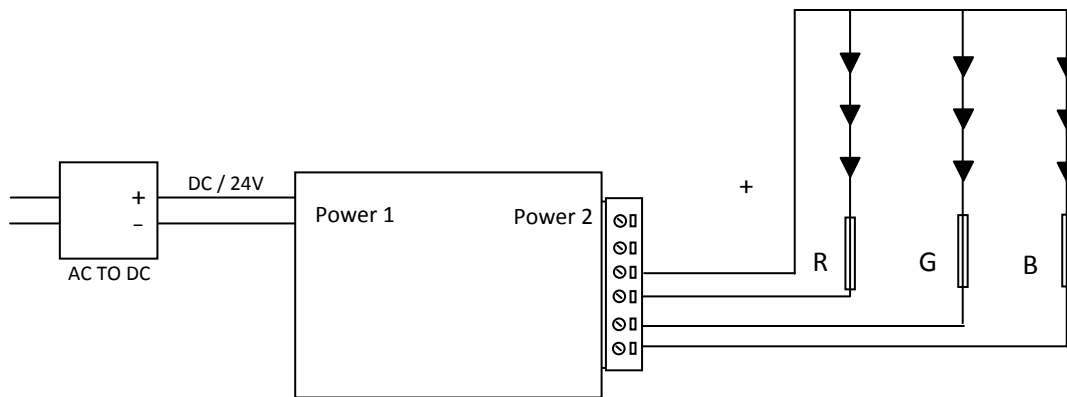 DC / 24V
+
+
−
Power 1
Power 2
R
G
B
AC TO DC